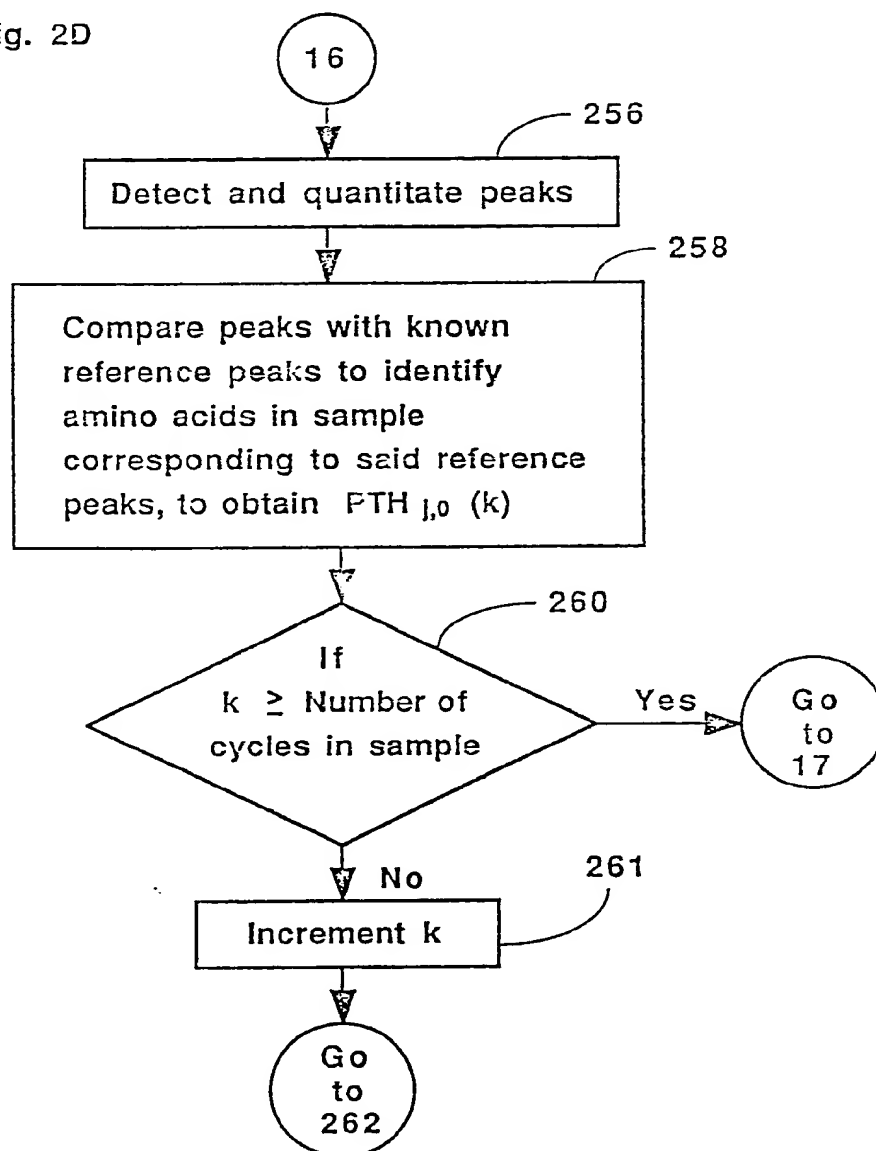 g. 2D
16
256
Detect and quantitate peaks
258
Compare peaks with known
reference peaks to identify
amino acids in sample
corresponding to said reference
peaks, to obtain PTH j,0 (k)
260
If
k ≥ Number of
cycles in sample
Yes
Go
to
17
No
261
Increment k
Go
to
262